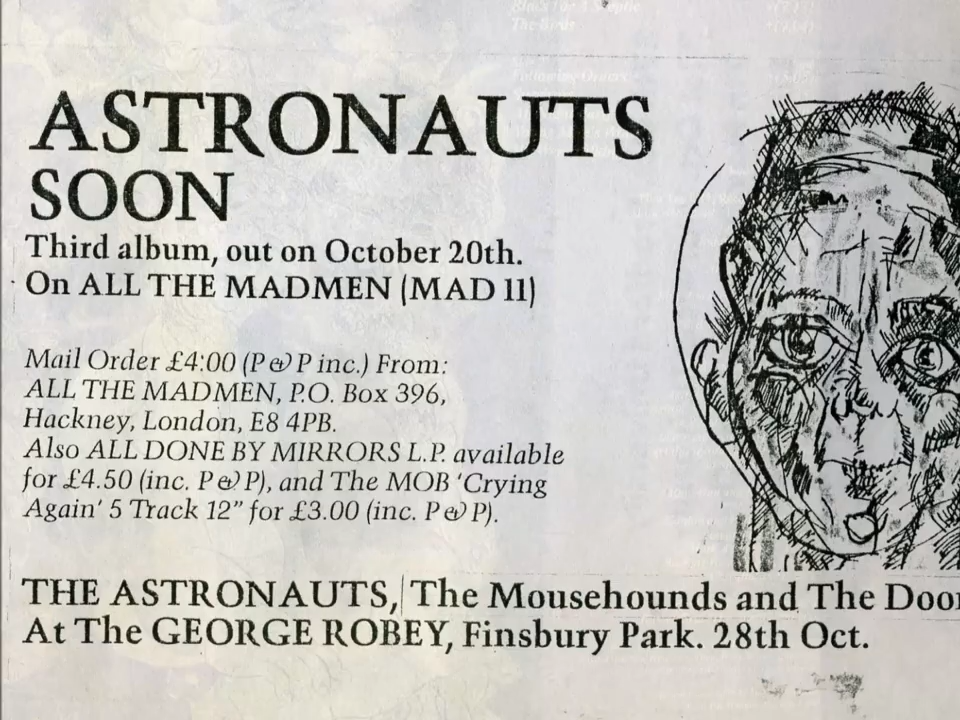 ASTRONAUTS
SOON
Third album, out on October 20th.
On ALL THE MADMEN (MAD 11)
Mail Order £4:00 (P&P inc.) From:
ALL THE MADMEN, P.O. Box 396,
Hackney, London, E8 4PB.
Also ALL DONE BY MIRRORS L.P. available
for £4.50 (inc. P&P), and The MOB 'Crying
Again' 5 Track 12” for £3.00 (inc. P&P).
THE ASTRONAUTS, The Mousehounds and The
At The GEORGE ROBEY, Finsbury Park. 28th Oct.